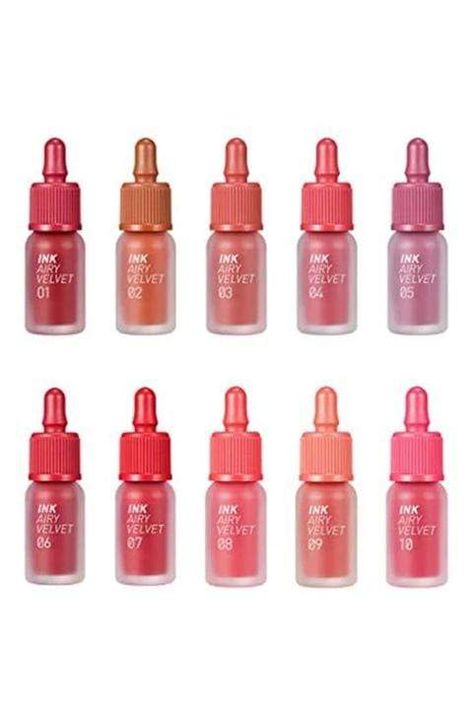 INK
AIRY
VELVET
01
INK
AIRY
VELVET
02
INK
AIRY
VELVET
03
INK
AIRY
VELVET
04
INK
AIRY
VELVET
05
INK
AIRY
VELVET
06
INK
AIRY
VELVET
07
INK
AIRY
VELVET
08
INK
AIRY
VELVET
09
INK
AIRY
VELVET
10